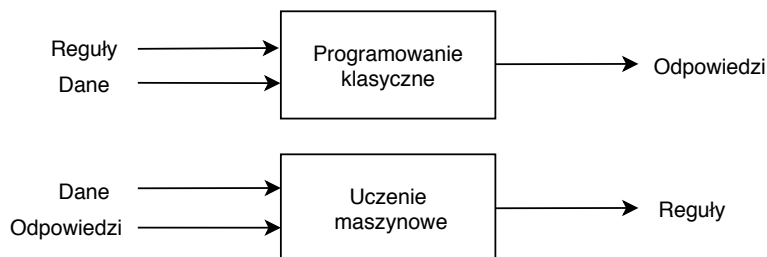 Reguły
Dane
Programowanie
klasyczne
Odpowiedzi
Dane
Odpowiedzi
Uczenie
maszynowe
Reguły